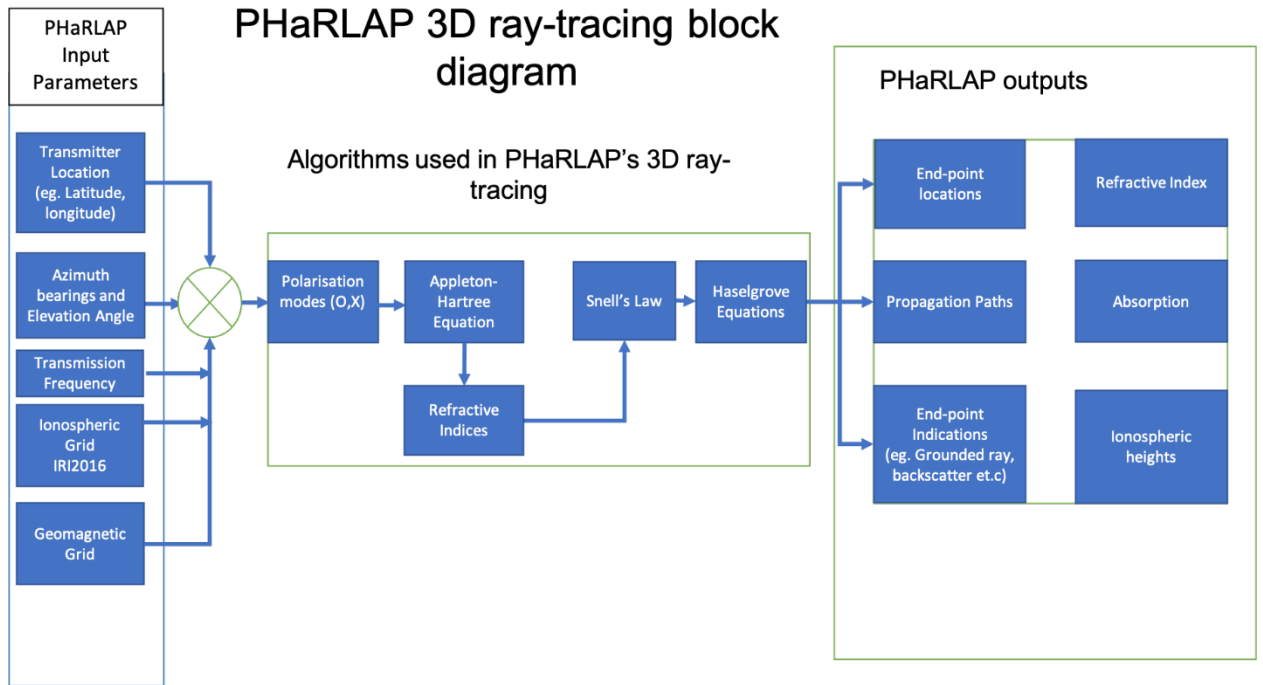 PHaRLAP
Input
Parameters
PHaRLAP 3D ray-tracing block
diagram
Transmitter
Location
(eg. Latitude,
longitude)
Azimuth
bearings and
Elevation Angle
Transmission
Frequency
Ionospheric
Grid
IRI2016
Geomagnetic
Grid
Algorithms used in PHaRLAP's 3D ray-
tracing
Polarisation
modes (O,X)
Appleton-
Hartree
Equation
Refractive
Indices
Snell's Law
Haselgrove
Equations
PHaRLAP outputs
End-point
locations
Refractive Index
Propagation Paths
Absorption
End-point
Indications
(eg. Grounded ray,
backscatter et.c)
Ionospheric
heights